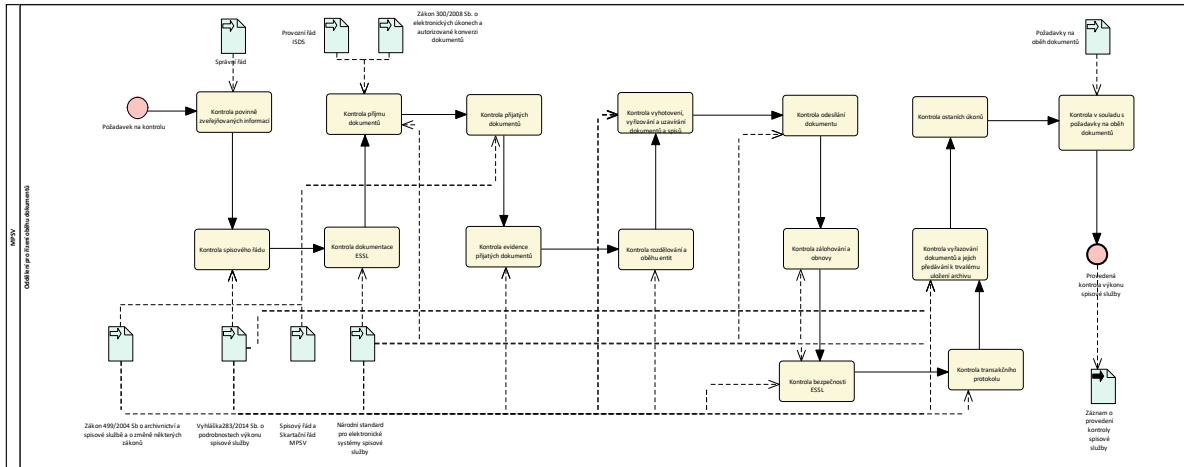 MPSV
Oddělení pro řízení oběhu dokumentů
Požadavek na kontrolu
Správní řád
Kontrola povinně
zveřejňovaných informací
Provozní řád
ISDS
Zákon 300/2008 Sb. o
elektronických úkonech a
autorizované konverzi
dokumentů
Kontrola příjmu
dokumentů
Kontrola přijatých
dokumentů
Kontrola vyhotovení,
vyřizování a uzavírání
dokumentů a spisů
Kontrola odesílání
dokumentu
Kontrola ostaních úkonů
Požadavky na
oběh dokumentů
Kontrola v souladu s
požadavky na oběh
dokumentů
Kontrola spisového řádu
Kontrola dokumentace
ESSL
Kontrola evidence
přijatých dokumentů
Kontrola rozdělování a
oběhu entit
Kontrola zálohování a
obnovy
Kontrola vyřazování
dokumentů a jejich
předávání k trvalému
uložení archivu
Provedená
kontrola výkonu
spisové služby
Kontrola bezpečnosti
ESSL
Kontrola transakčního
protokolu
Zákon 499/2004 Sb o archivnictví a
spisové službě a o změně některých
zákonů
Vyhláška283/2014 Sb. o
podrobnostech výkonu
spisové služby
Spisový řád a
Skartační řád
MPSV
Národní standard
pro elektronické
systémy spisové
služby
Záznam o
provedení
kontroly
spisové
služby